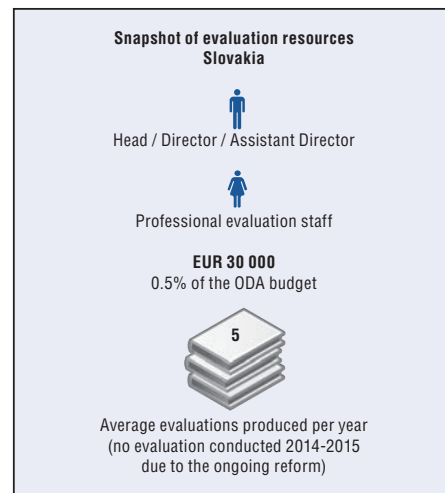 Snapshot of evaluation resources
Slovakia
Head / Director / Assistant Director
Professional evaluation staff
EUR 30 000
0.5% of the ODA budget
5
Average evaluations produced per year
(no evaluation conducted 2014-2015
due to the ongoing reform)